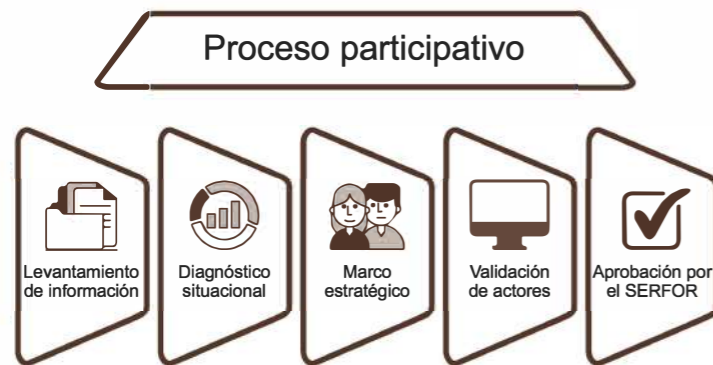 Proceso participativo
Levantamiento
de información
Diagnóstico
situacional
Marco
estratégico
Validación
de actores
Aprobación por
el SERFOR